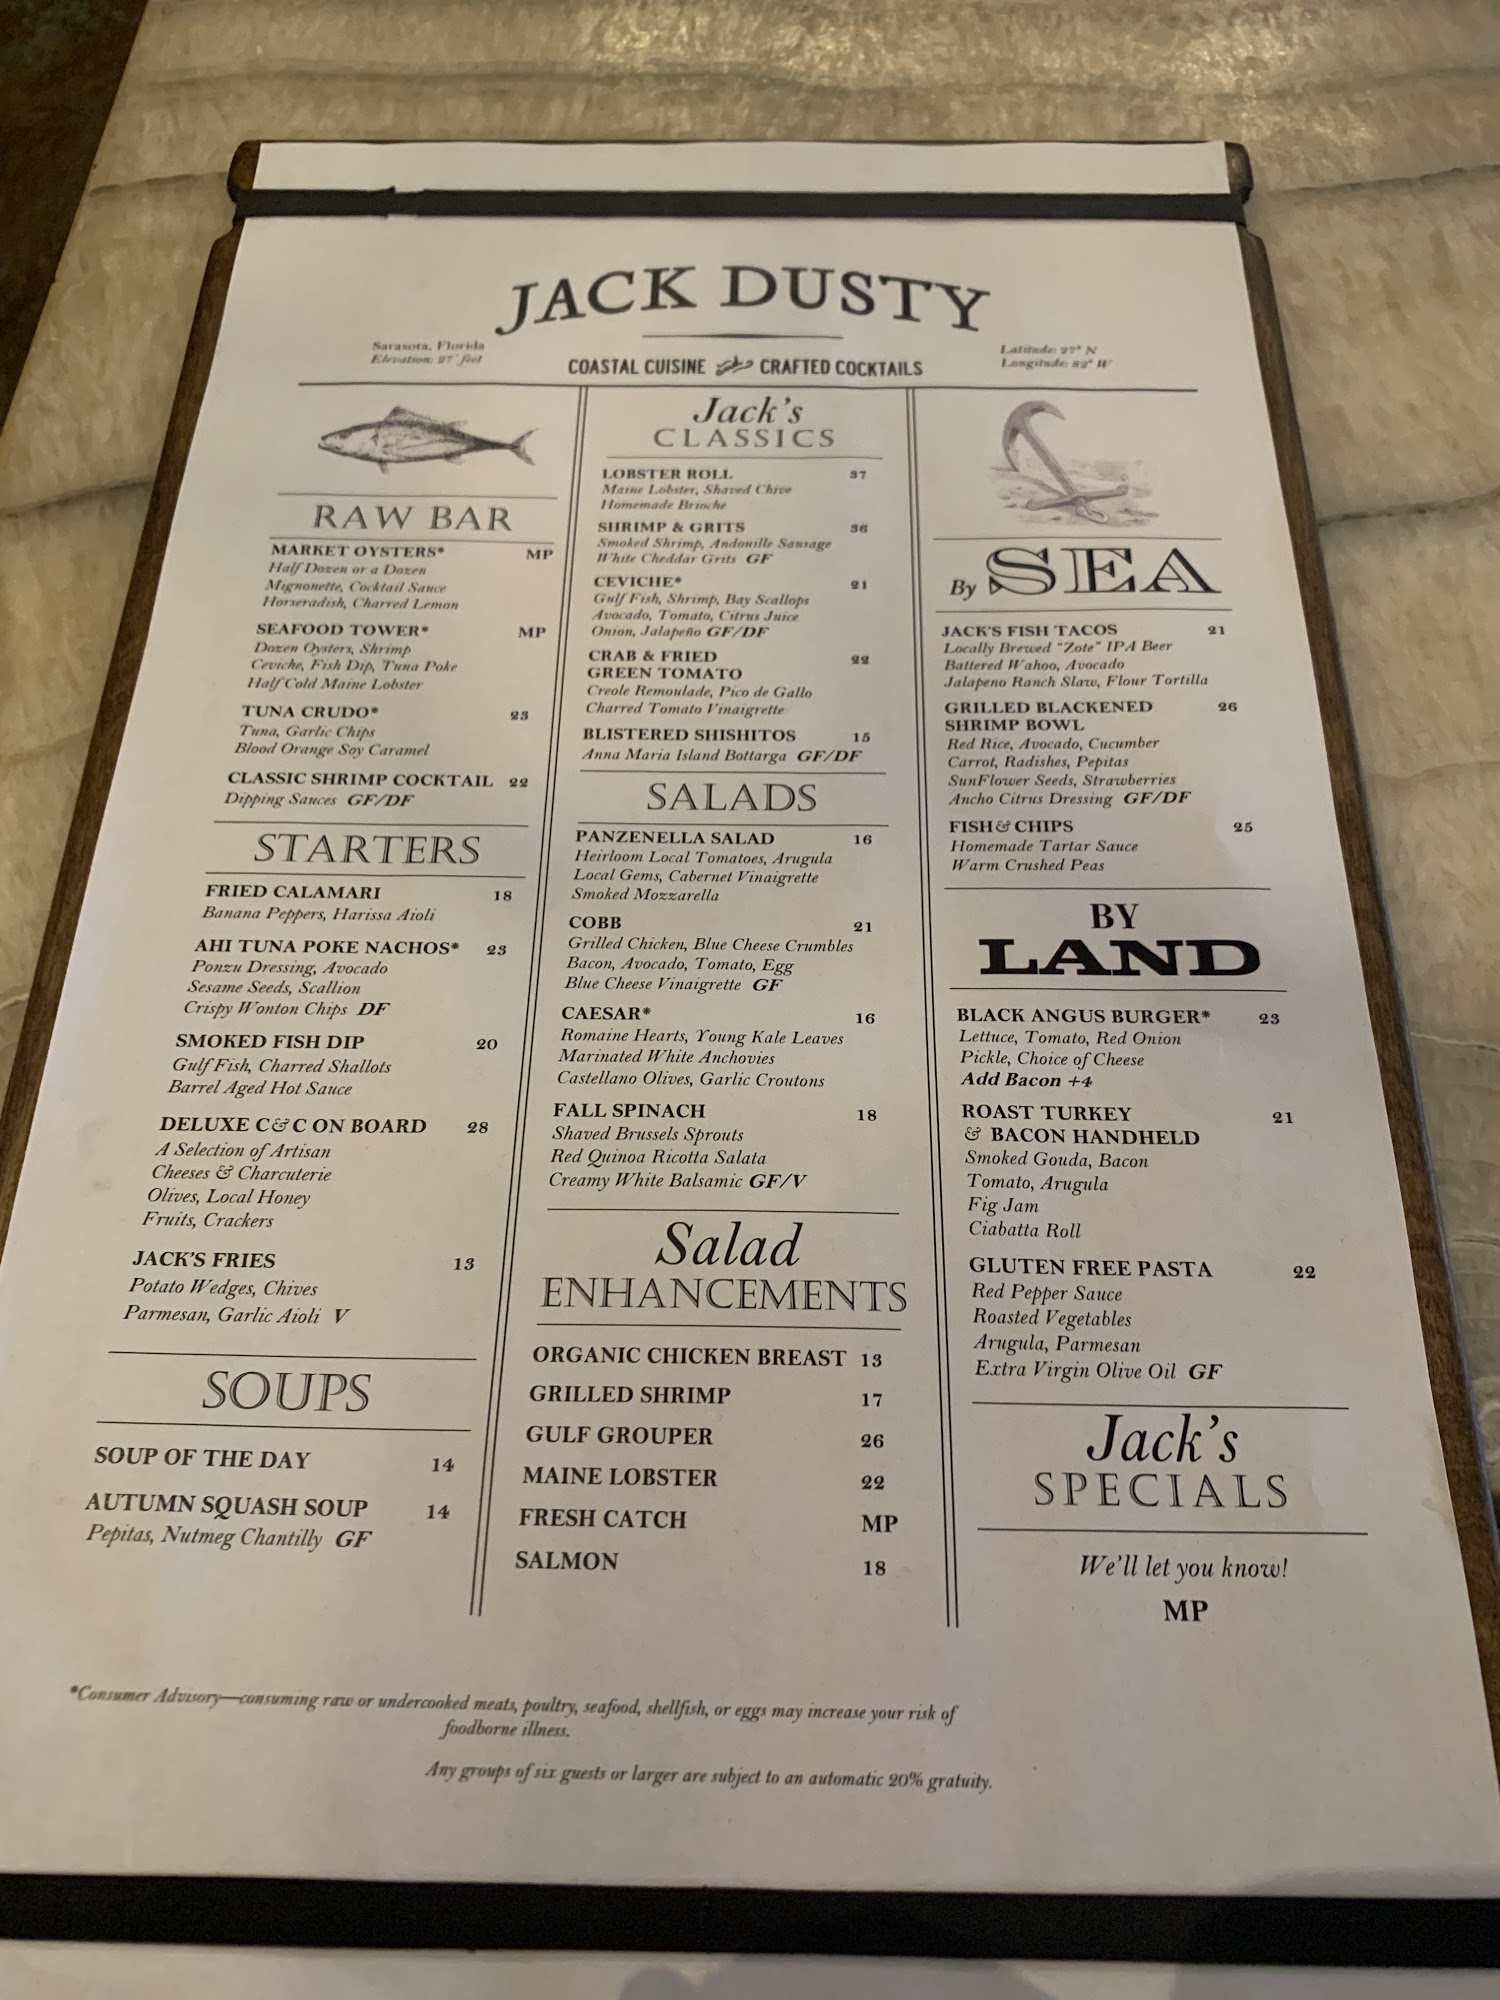 JACK DUSTY
Sarasota, Florida
Elevation: 27' feet
COASTAL CUISINE CRAFTED COCKTAILS
Latitude: 27° N
Longitude: 82° W
RAW BAR
MARKET OYSTERS* MP
Half Dozen or a Dozen
Mignonette, Cocktail Sauce
Horseradish, Charred Lemon
SEAFOOD TOWER* MP
Dozen Oysters, Shrimp
Ceviche, Fish Dip, Tuna Poke
Half Cold Maine Lobster
TUNA CRUDO* 23
Tuna, Garlic Chips
Blood Orange Soy Caramel
CLASSIC SHRIMP COCKTAIL 22
Dipping Sauces GF/DF
STARTERS
FRIED CALAMARI 18
Banana Peppers, Harissa Aioli
AHI TUNA POKE NACHOS* 23
Ponzu Dressing, Avocado
Sesame Seeds, Scallion
Crispy Wonton Chips DF
SMOKED FISH DIP 20
Gulf Fish, Charred Shallots
Barrel Aged Hot Sauce
DELUXE C&C ON BOARD 28
A Selection of Artisan
Cheeses & Charcuterie
Olives, Local Honey
Fruits, Crackers
JACK'S FRIES 13
Potato Wedges, Chives
Parmesan, Garlic Aioli V
SOUPS
SOUP OF THE DAY 14
AUTUMN SQUASH SOUP 14
Pepitas, Nutmeg Chantilly GF
Jack's
CLASSICS
LOBSTER ROLL 37
Maine Lobster, Shaved Chive
Homemade Brioche
SHRIMP & GRITS 36
Smoked Shrimp, Andouille Sausage
White Cheddar Grits GF
CEVICHE* 21
Gulf Fish, Shrimp, Bay Scallops
Avocado, Tomato, Citrus Juice
Onion, Jalapeño GF/DF
CRAB & FRIED 22
GREEN TOMATO
Creole Remoulade, Pico de Gallo
Charred Tomato Vinaigrette
BLISTERED SHISHITOS 15
Anna Maria Island Bottarga GF/DF
SALADS
PANZENELLA SALAD 16
Heirloom Local Tomatoes, Arugula
Local Gems, Cabernet Vinaigrette
Smoked Mozzarella
COBB 21
Grilled Chicken, Blue Cheese Crumbles
Bacon, Avocado, Tomato, Egg
Blue Cheese Vinaigrette GF
CAESAR* 16
Romaine Hearts, Young Kale Leaves
Marinated White Anchovies
Castellano Olives, Garlic Croutons
FALL SPINACH 18
Shaved Brussels Sprouts
Red Quinoa Ricotta Salata
Creamy White Balsamic GF/V
Salad
ENHANCEMENTS
ORGANIC CHICKEN BREAST 13
GRILLED SHRIMP 17
GULF GROUPER 26
MAINE LOBSTER 22
FRESH CATCH MP
SALMON 18
By SEA
JACK'S FISH TACOS 21
Locally Brewed "Zote" IPA Beer
Battered Wahoo, Avocado
Jalapeno Ranch Slaw, Flour Tortilla
GRILLED BLACKENED 26
SHRIMP BOWL
Red Rice, Avocado, Cucumber
Carrot, Radishes, Pepitas
SunFlower Seeds, Strawberries
Ancho Citrus Dressing GF/DF
FISH & CHIPS 25
Homemade Tartar Sauce
Warm Crushed Peas
BY
LAND
BLACK ANGUS BURGER* 23
Lettuce, Tomato, Red Onion
Pickle, Choice of Cheese
Add Bacon +4
ROAST TURKEY 21
& BACON HANDHELD
Smoked Gouda, Bacon
Tomato, Arugula
Fig Jam
Ciabatta Roll
GLUTEN FREE PASTA 22
Red Pepper Sauce
Roasted Vegetables
Arugula, Parmesan
Extra Virgin Olive Oil GF
Jack's
SPECIALS
We'll let you know!
MP
*Consumer Advisory—consuming raw or undercooked meats, poultry, seafood, shellfish, or eggs may increase your risk of
foodborne illness.
Any groups of six guests or larger are subject to an automatic 20% gratuity.